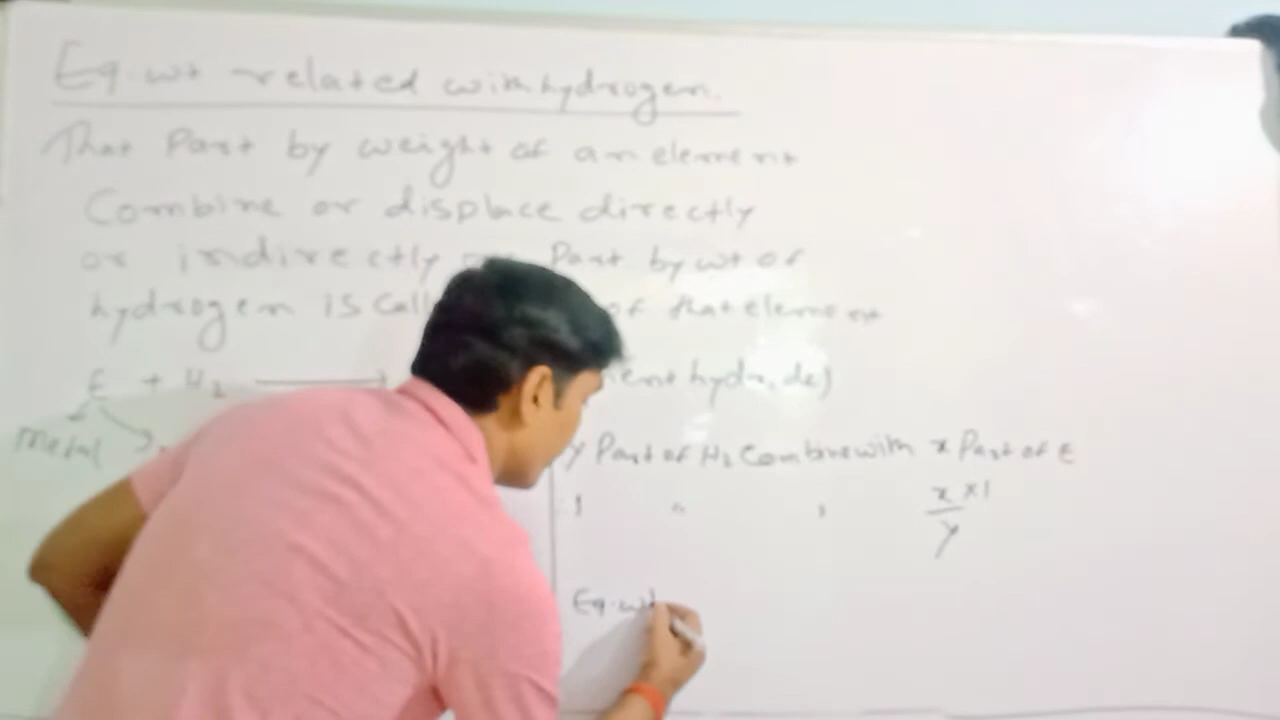 Eq.wt related with hydrogen.
That Part by weight of an element
Combine or displace directly
or indirectly Part by wt of
hydrogen is Call of that element
E + H2 →
hydride)
Metal
y Part of H2 Combine with x Part of E
1 " , x×1/y
Eq.wt